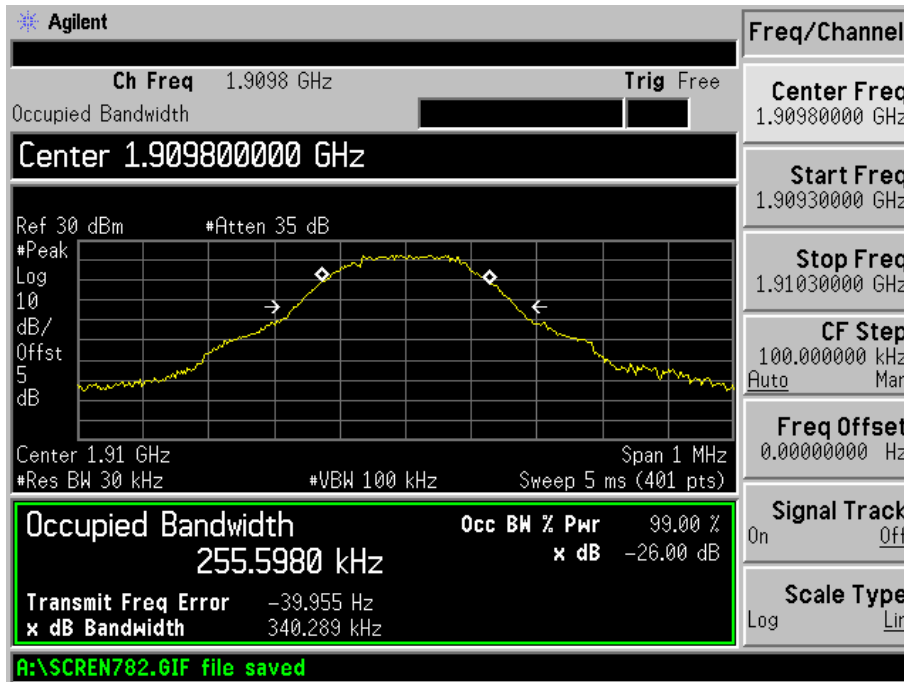 Agilent
Freq/Channel
Ch Freq 1.9098 GHz Trig Free
Occupied Bandwidth
Center 1.909800000 GHz
Ref 30 dBm #Atten 35 dB
#Peak
Log
10
dB/
Offst
5
dB
Center 1.91 GHz Span 1 MHz
#Res BW 30 kHz #VBW 100 kHz Sweep 5 ms (401 pts)
Occupied Bandwidth
255.5980 kHz
Occ BW % Pwr 99.00 %
x dB -26.00 dB
Transmit Freq Error -39.955 Hz
x dB Bandwidth 340.289 kHz
A:\SCREN782.GIF file saved
Center Freq
1.90980000 GHz
Start Freq
1.90930000 GHz
Stop Freq
1.91030000 GHz
CF Step
100.000000 kHz
Auto Man
Freq Offset
0.00000000 Hz
Signal Track
On Off
Scale Type
Log Lin